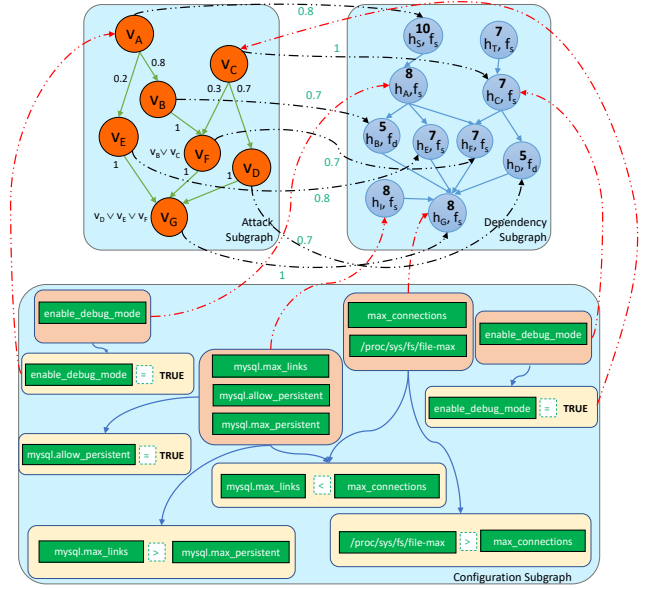 0.8
V_A
V_C
0.2
0.8
0.3
0.7
V_B
1
V_E
v_B ∨ v_C
V_F
V_D
1
1
1
v_D ∨ v_E ∨ v_F
V_G
Attack
Subgraph
1
0.7
0.7
0.8
0.7
1
10
h_S, f_s
7
h_T, f_s
8
h_A, f_s
7
h_C, f_s
5
h_B, f_d
7
h_E, f_s
7
h_F, f_s
5
h_D, f_d
8
h_I, f_s
8
h_G, f_s
Dependency
Subgraph
enable_debug_mode
max_connections
/proc/sys/fs/file-max
enable_debug_mode
enable_debug_mode = TRUE
mysql.max_links
mysql.allow_persistent
mysql.max_persistent
enable_debug_mode = TRUE
mysql.allow_persistent = TRUE
mysql.max_links < max_connections
mysql.max_links > mysql.max_persistent
/proc/sys/fs/file-max > max_connections
Configuration Subgraph